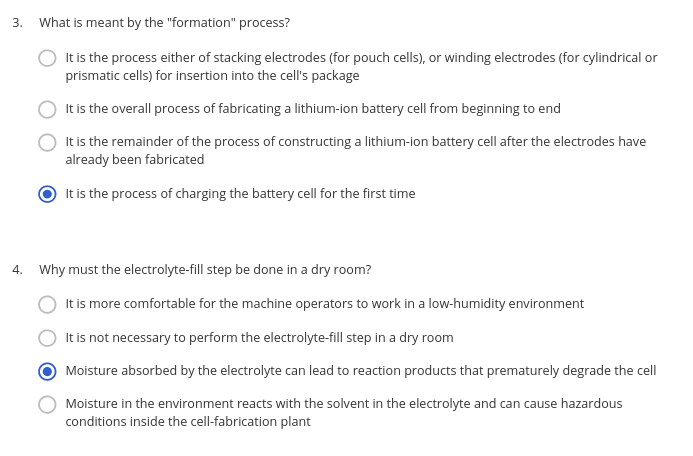 3. What is meant by the "formation" process?
It is the process either of stacking electrodes (for pouch cells), or winding electrodes (for cylindrical or
prismatic cells) for insertion into the cell's package
It is the overall process of fabricating a lithium-ion battery cell from beginning to end
It is the remainder of the process of constructing a lithium-ion battery cell after the electrodes have
already been fabricated
It is the process of charging the battery cell for the first time
4. Why must the electrolyte-fill step be done in a dry room?
It is more comfortable for the machine operators to work in a low-humidity environment
It is not necessary to perform the electrolyte-fill step in a dry room
Moisture absorbed by the electrolyte can lead to reaction products that prematurely degrade the cell
Moisture in the environment reacts with the solvent in the electrolyte and can cause hazardous
conditions inside the cell-fabrication plant